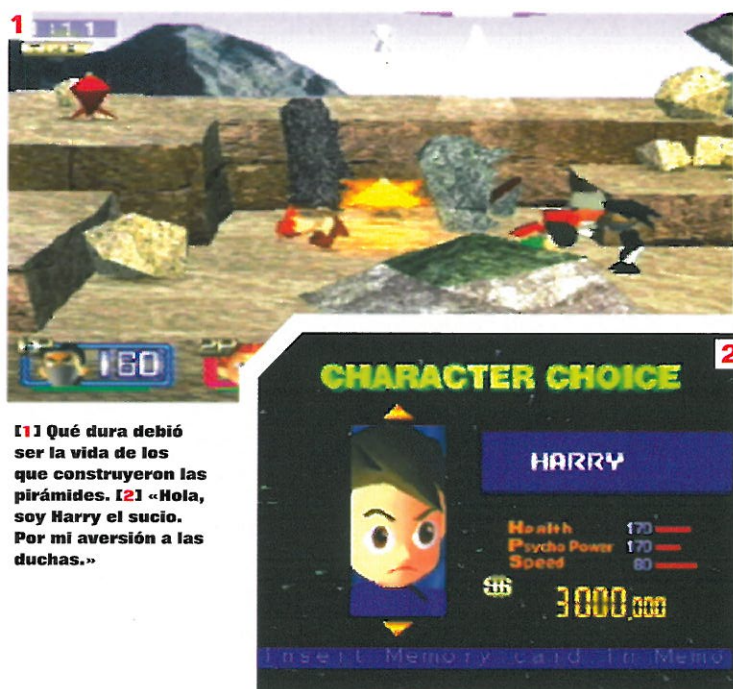 1
160
[1] Qué dura debió
ser la vida de los
que construyeron las
pirámides. [2] «Hola,
soy Harry el sucio.
Por mi aversión a las
duchas.»
2
CHARACTER CHOICE
HARRY
Health 170
Psycho Power 170
Speed 80
3000,000
Insert Memory card in Memo